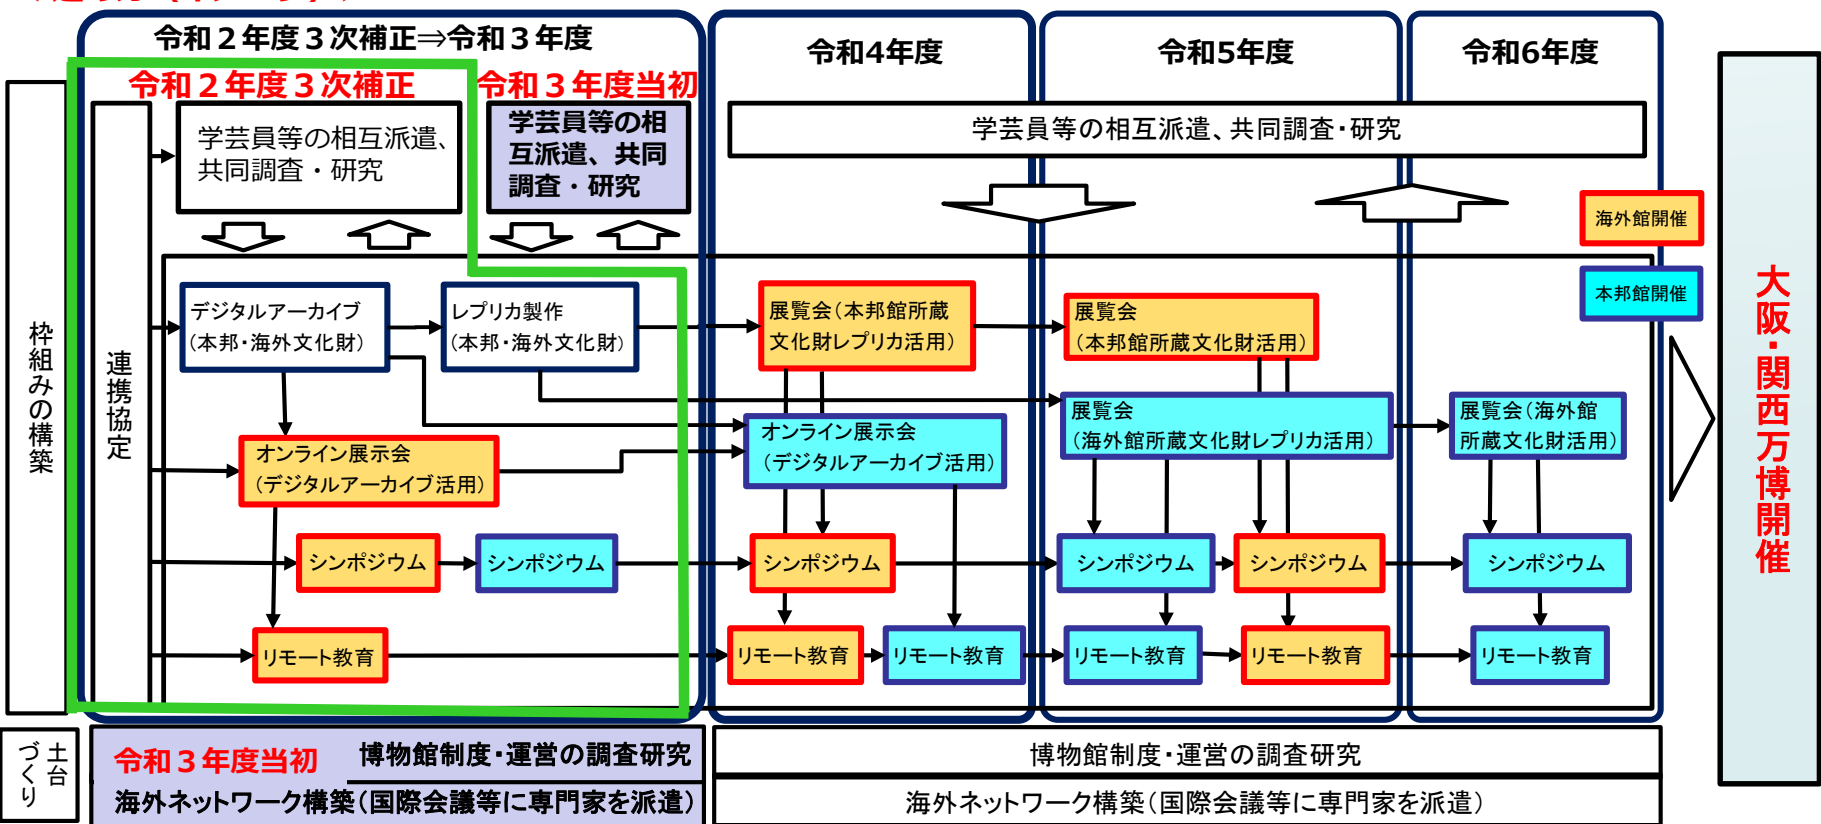 令和２年度３次補正⇒令和３年度
令和4年度
令和5年度
令和6年度
令和２年度３次補正
令和３年度当初
学芸員等の相互派遣、
共同調査・研究
学芸員等の相
互派遣、共同
調査・研究
学芸員等の相互派遣、共同調査・研究
海外館開催
本邦館開催
枠組みの構築
連携協定
デジタルアーカイブ
(本邦・海外文化財)
レプリカ製作
(本邦・海外文化財)
展覧会(本邦館所蔵
文化財レプリカ活用)
展覧会
(本邦館所蔵文化財活用)
オンライン展示会
(デジタルアーカイブ活用)
オンライン展示会
(デジタルアーカイブ活用)
展覧会
(海外館所蔵文化財レプリカ活用)
展覧会(海外館
所蔵文化財活用)
シンポジウム
シンポジウム
シンポジウム
シンポジウム
シンポジウム
シンポジウム
リモート教育
リモート教育
リモート教育
リモート教育
リモート教育
リモート教育
大阪・関西万博開催
土台
づくり
令和３年度当初
博物館制度・運営の調査研究
海外ネットワーク構築(国際会議等に専門家を派遣)
博物館制度・運営の調査研究
海外ネットワーク構築(国際会議等に専門家を派遣)